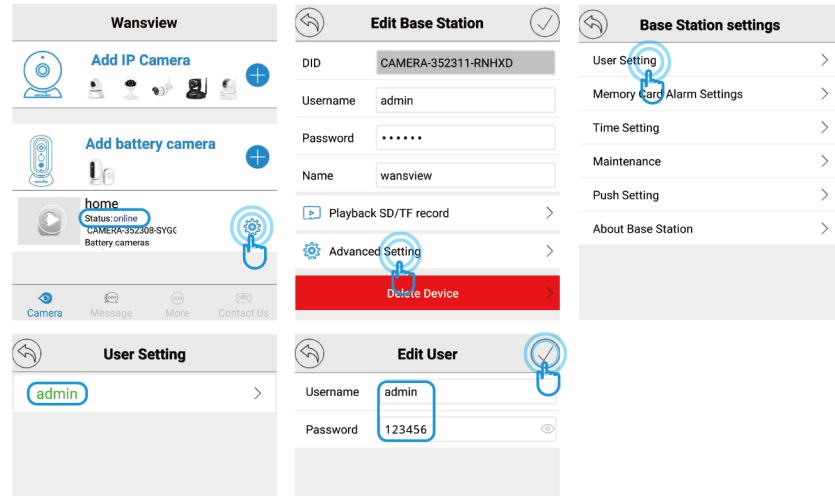 Wansview
Add IP Camera
Add battery camera
home
Status:online
CAMERA-352308-SYGC
Battery cameras
Camera
Message
More
Contact Us
Edit Base Station
DID
CAMERA-352311-RNHXD
Username
admin
Password
••••••
Name
wansview
Playback SD/TF record
Advanced Setting
Delete Device
Base Station settings
User Setting
Memory Card Alarm Settings
Time Setting
Maintenance
Push Setting
About Base Station
User Setting
admin
Edit User
Username
admin
Password
123456